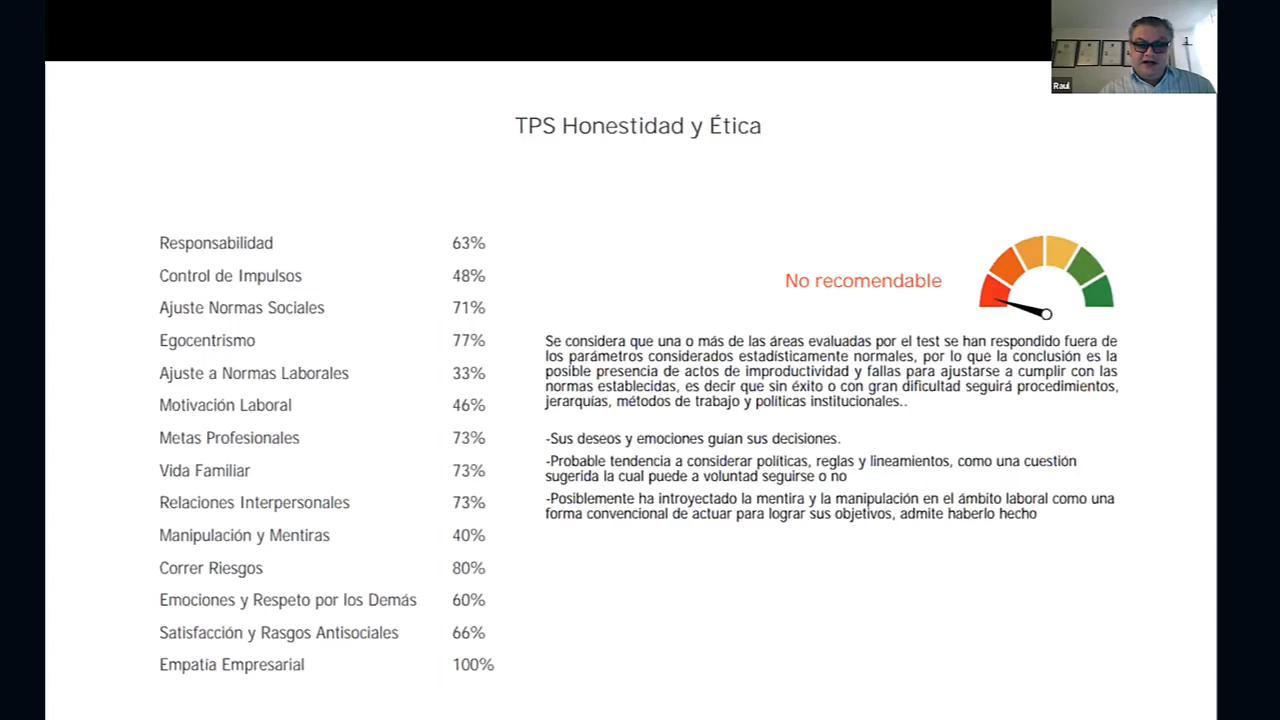 Raul
TPS Honestidad y Ética
Responsabilidad 63%
Control de Impulsos 48%
Ajuste Normas Sociales 71%
Egocentrismo 77%
Ajuste a Normas Laborales 33%
Motivación Laboral 46%
Metas Profesionales 73%
Vida Familiar 73%
Relaciones Interpersonales 73%
Manipulación y Mentiras 40%
Correr Riesgos 80%
Emociones y Respeto por los Demás 60%
Satisfacción y Rasgos Antisociales 66%
Empatía Empresarial 100%
No recomendable
Se considera que una o más de las áreas evaluadas por el test se han respondido fuera de
los parámetros considerados estadísticamente normales, por lo que la conclusión es la
posible presencia de actos de improductividad y fallas para ajustarse a cumplir con las
normas establecidas, es decir que sin éxito o con gran dificultad seguirá procedimientos,
jerarquías, métodos de trabajo y políticas institucionales..
-Sus deseos y emociones guían sus decisiones.
-Probable tendencia a considerar políticas, reglas y lineamientos, como una cuestión
sugerida la cual puede a voluntad seguirse o no
-Posiblemente ha introyectado la mentira y la manipulación en el ámbito laboral como una
forma convencional de actuar para lograr sus objetivos, admite haberlo hecho